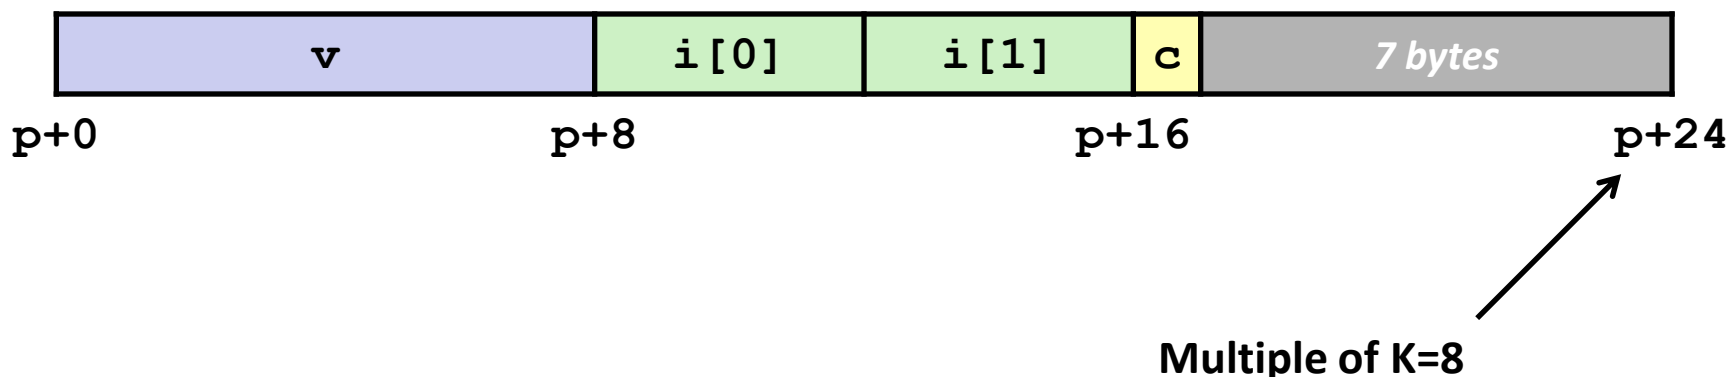 v i[0] i[1] c 7 bytes
p+0 p+8 p+16 p+24
Multiple of K=8